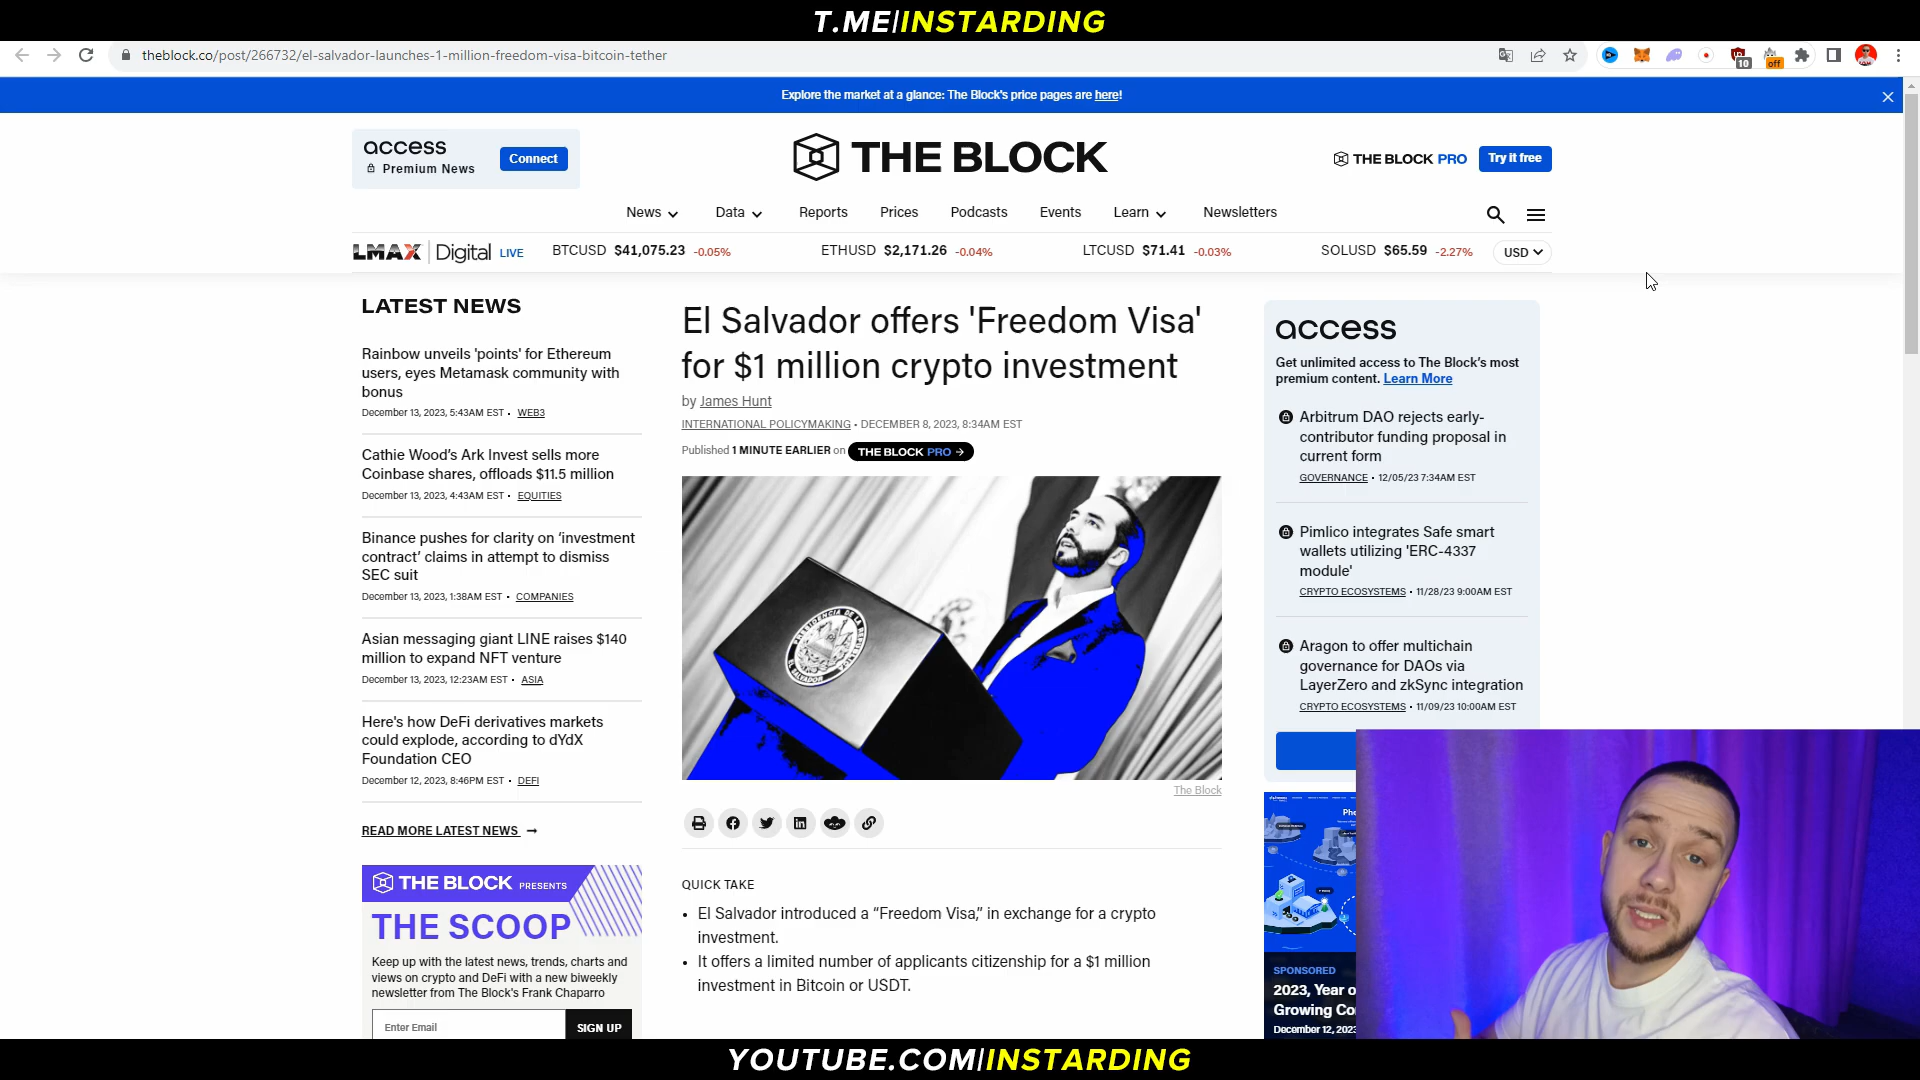 T.ME|INSTARDING
theblock.co/post/266732/el-salvador-launches-1-million-freedom-visa-bitcoin-tether
10
off
Explore the market at a glance: The Block's price pages are here!
access
Premium News
Connect
THE BLOCK
THE BLOCK PRO
Try it free
News
Data
Reports
Prices
Podcasts
Events
Learn
Newsletters
LMAX Digital LIVE
BTCUSD $41,075.23 -0.05%
ETHUSD $2,171.26 -0.04%
LTCUSD $71.41 -0.03%
SOLUSD $65.59 -2.27%
USD
LATEST NEWS
Rainbow unveils 'points' for Ethereum
users, eyes Metamask community with
bonus
December 13, 2023, 5:43AM EST • WEB3
Cathie Wood's Ark Invest sells more
Coinbase shares, offloads $11.5 million
December 13, 2023, 4:43AM EST • EQUITIES
Binance pushes for clarity on ‘investment
contract’ claims in attempt to dismiss
SEC suit
December 13, 2023, 1:38AM EST • COMPANIES
Asian messaging giant LINE raises $140
million to expand NFT venture
December 13, 2023, 12:23AM EST • ASIA
Here's how DeFi derivatives markets
could explode, according to dYdX
Foundation CEO
December 12, 2023, 8:46PM EST • DEFI
READ MORE LATEST NEWS →
THE BLOCK PRESENTS
THE SCOOP
Keep up with the latest news, trends, charts and
views on crypto and DeFi with a new biweekly
newsletter from The Block's Frank Chaparro
Enter Email
SIGN UP
El Salvador offers 'Freedom Visa'
for $1 million crypto investment
by James Hunt
INTERNATIONAL POLICYMAKING • DECEMBER 8, 2023, 8:34AM EST
Published 1 MINUTE EARLIER on THE BLOCK PRO →
PRESIDENCIA DE LA REPUBLICA
EL SALVADOR
The Block
QUICK TAKE
• El Salvador introduced a “Freedom Visa,” in exchange for a crypto
investment.
• It offers a limited number of applicants citizenship for a $1 million
investment in Bitcoin or USDT.
access
Get unlimited access to The Block's most
premium content. Learn More
Arbitrum DAO rejects early-
contributor funding proposal in
current form
GOVERNANCE • 12/05/23 7:34AM EST
Pimlico integrates Safe smart
wallets utilizing 'ERC-4337
module'
CRYPTO ECOSYSTEMS • 11/28/23 9:00AM EST
Aragon to offer multichain
governance for DAOs via
LayerZero and zkSync integration
CRYPTO ECOSYSTEMS • 11/09/23 10:00AM EST
Phe
SPONSORED
2023, Year o
Growing Co
December 12, 2023
YOUTUBE.COM|INSTARDING